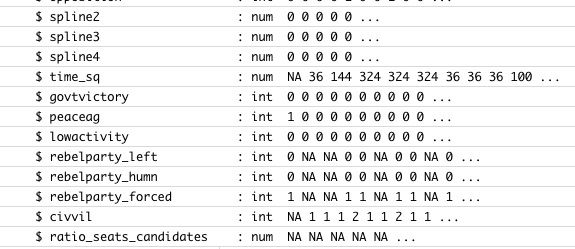 $ spline2 : num 0 0 0 0 0 ...
$ spline3 : num 0 0 0 0 0 ...
$ spline4 : num 0 0 0 0 0 ...
$ time_sq : num NA 36 144 324 324 324 36 36 36 100 ...
$ govtvictory : int 0 0 0 0 0 0 0 0 0 0 ...
$ peaceag : int 1 0 0 0 0 0 0 0 0 0 ...
$ lowactivity : int 0 0 0 0 0 0 0 0 0 0 ...
$ rebelparty_left : int 0 NA NA 0 0 NA 0 0 NA 0 ...
$ rebelparty_humn : int 0 NA NA 0 0 NA 0 0 NA 0 ...
$ rebelparty_forced : int 1 NA NA 1 1 NA 1 1 NA 1 ...
$ civvil : int NA 1 1 1 2 1 1 2 1 1 ...
$ ratio_seats_candidates : num NA NA NA NA NA ...